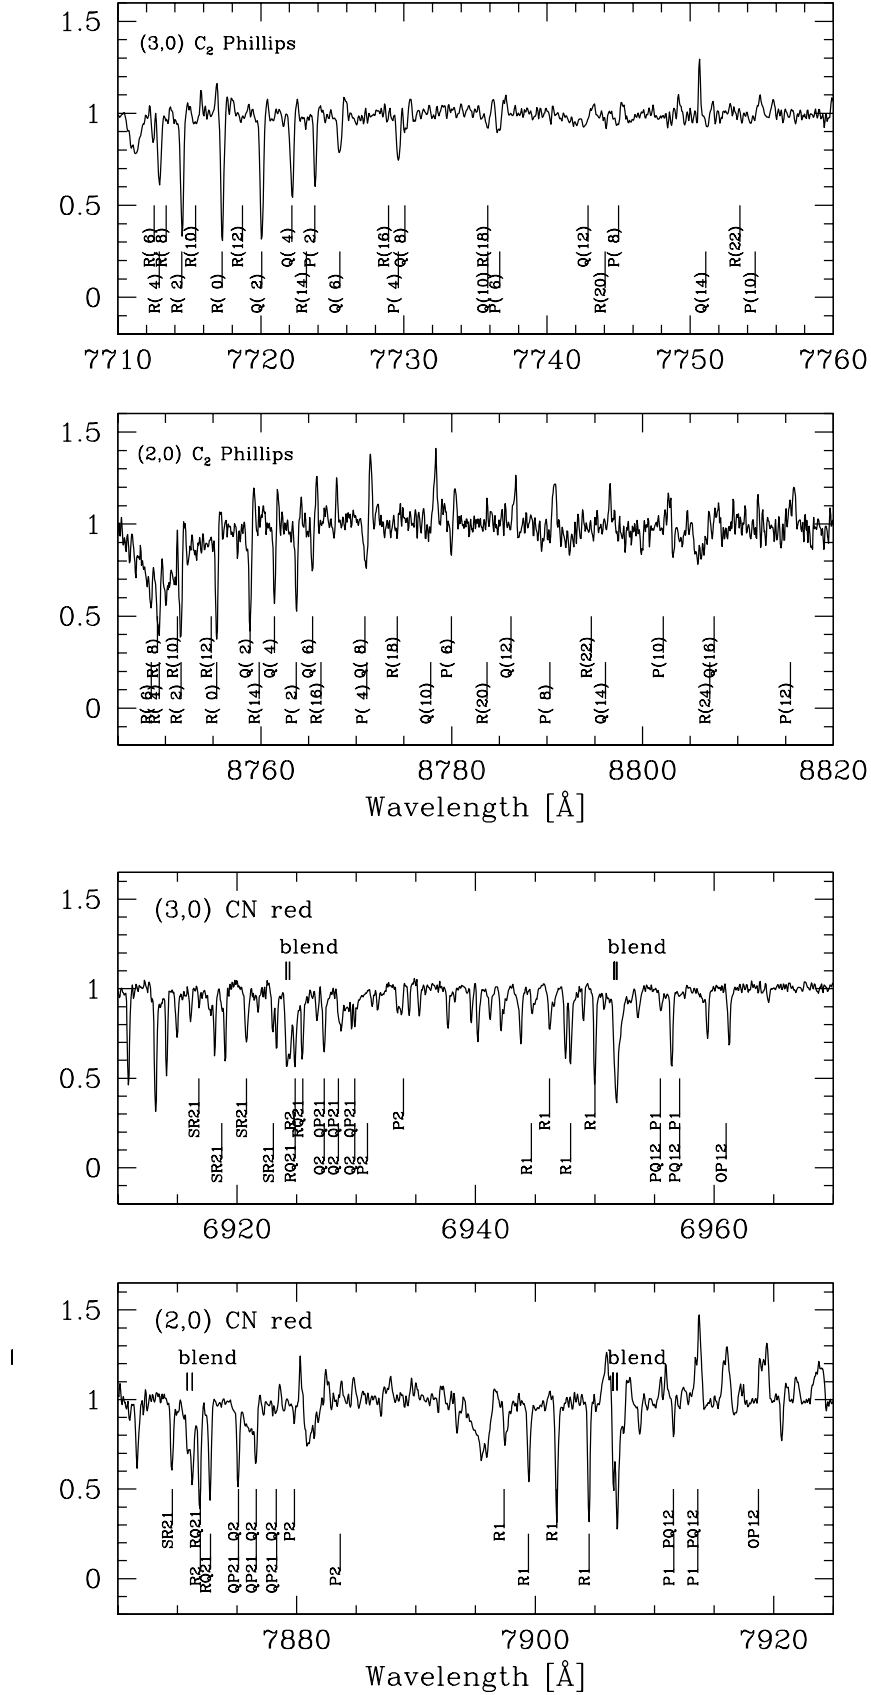 1.5
(3,0) C2 Phillips
1
0.5
R( 6) R( 8) R(10) R(12) Q( 4) P( 2) R(16) Q( 8) R(18) Q(12) P( 8) R(22)
0
R( 4) R( 2) R( 0) Q( 2) R(14) Q( 6) P( 4) Q(10) P( 6) R(20) Q(14) P(10)
7710 7720 7730 7740 7750 7760
1.5
(2,0) C2 Phillips
1
0.5
R( 8) R(10) R(12) Q( 2) Q( 4) Q( 6) Q( 8) R(18) P( 6) Q(12) R(22) P(10) Q(16)
0
R( 6) R( 4) R( 2) R( 0) R(14) P( 2) R(16) P( 4) Q(10) R(20) P( 8) Q(14) R(24) P(12)
8760 8780 8800 8820
Wavelength [Å]
1.5
(3,0) CN red
blend blend
1
0.5
SR21 SR21 R2 RQ21 QP21 QP21 QP21 P2 R1 R1 P1 P1
0
SR21 SR21 RQ21 Q2 Q2 Q2 P2 R1 R1 PQ12 PQ12 OP12
6920 6940 6960
1.5
(2,0) CN red
blend blend
1
0.5
SR21 RQ21 Q2 Q2 Q2 P2 R1 R1 PQ12 PQ12 OP12
0
R2 RQ21 QP21 QP21 QP21 P2 R1 R1 P1 P1
7880 7900 7920
Wavelength [Å]